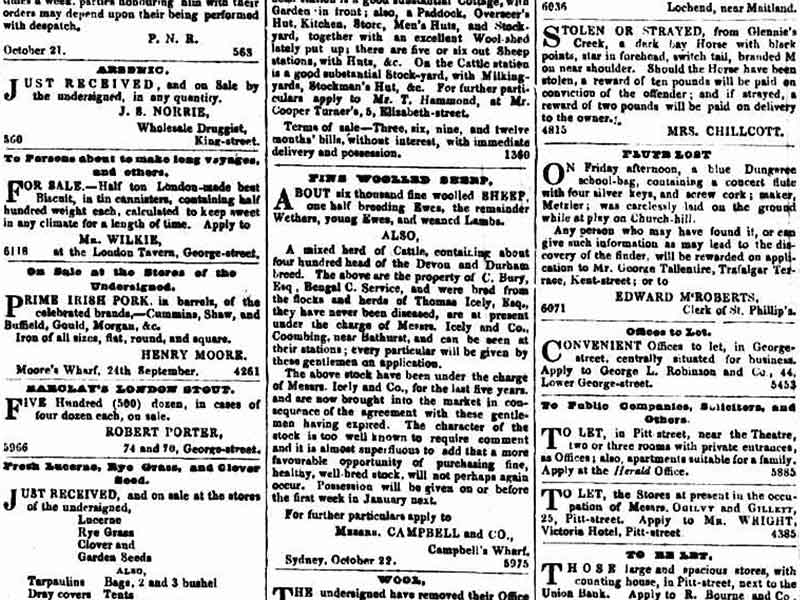 times a week, parties honouring him with their
orders may depend upon their being performed
with despatch.
P. N. R.
October 21. 563
ARSENIC.
JUST RECEIVED, and on Sale by
the undersigned, in any quantity.
J. S. NORRIE,
Wholesale Druggist,
560 King-street.
To Persons about to make long voyages,
and others.
FOR SALE.—Half ton London-made best
Biscuit, in tin cannisters, containing half
hundred weight each, calculated to keep sweet
in any climate for a length of time. Apply to
MR. WILKIE,
6118 at the London Tavern, George-street.
On Sale at the Stores of the
Undersigned.
PRIME IRISH PORK, in barrels, of the
celebrated brands,—Cummins, Shaw, and
Buffield, Gould, Morgan, &c.
Iron of all sizes, flat, round, and square.
HENRY MOORE.
Moore's Wharf, 24th September. 4261
BARCLAY'S LONDON STOUT.
FIVE Hundred (500) dozen, in cases of
four dozen each, on sale.
ROBERT PORTER,
5966 74 and 70, George-street.
Fresh Lucerne, Rye Grass, and Clover
Seed.
JUST RECEIVED, and on sale at the stores
of the undersigned,
Lucerne
Rye Grass
Clover and
Garden Seeds
ALSO,
Tarpaulins Bags, 2 and 3 bushel
Dray covers Tents
Station is a good substantial Cottage, with
Garden in front; also, a Paddock, Overseer's
Hut, Kitchen, Store, Men's Huts, and Stock-
yard, together with an excellent Wool-shed
lately put up; there are five or six out Sheep
stations, with Huts, &c. On the Cattle station
is a good substantial Stock-yard, with Milking-
yards, Stockman's Hut, &c. For further parti-
culars apply to Mr. T. Hammond, at Mr.
Cooper Turner's, 5, Elizabeth-street.
Terms of sale—Three, six, nine, and twelve
months' bills, without interest, with immediate
delivery and possession. 1360
FINE WOOLLED SHEEP.
ABOUT six thousand fine woolled SHEEP,
one half breeding Ewes, the remainder
Wethers, young Ewes, and weaned Lambs.
ALSO,
A mixed herd of Cattle, containing about
four hundred head of the Devon and Durham
breed. The above are the property of C. Bury,
Esq, Bengal C. Service, and were bred from
the flocks and herds of Thomas Icely, Esq.,
they have never been diseased, are at present
under the charge of Messrs. Icely and Co.,
Coombing, near Bathurst, and can be seen at
their stations; every particular will be given by
these gentlemen on application.
The above stock have been under the charge
of Messrs. Icely and Co., for the last five years,
and are now brought into the market in con-
sequence of the agreement with these gentle-
men having expired. The character of the
stock is too well known to require comment
and it is almost superfluous to add that a more
favourable opportunity of purchasing fine,
healthy, well-bred stock, will not perhaps again
occur. Possession will be given on or before
the first week in January next.
For further particulars apply to
Messrs. CAMPBELL and CO.,
Campbell's Wharf.
Sydney, October 22. 5975
WOOL,
THE undersigned have removed their Office
6036 Lochend, near Maitland.
STOLEN OR STRAYED, from Glennie's
Creek, a dark bay Horse with black
points, star in forehead, switch tail, branded M
on near shoulder. Should the Horse have been
stolen, a reward of ten pounds will be paid on
conviction of the offender; and if strayed, a
reward of two pounds will be paid on delivery
to the owner.
4815 MRS. CHILLCOTT.
FLUTE LOST
ON Friday afternoon, a blue Dungaree
school-bag, containing a concert flute
with four silver keys, and screw cork; maker,
Metzler; was carelessly laid on the ground
while at play on Church-hill.
Any person who may have found it, or can
give such information as may lead to the dis-
covery of the finder, will be rewarded on appli-
cation to Mr. George Tallentire, Trafalgar Ter-
race, Kent-street; or to
EDWARD M'ROBERTS,
6071 Clerk of St. Phillip's.
Offices to Let.
CONVENIENT Offices to let, in George-
street, centrally situated for business.
Apply to George L. Robinson and Co., 44,
Lower George-street. 5453
To Public Companies, Solicitors, and
Others.
TO LET, in Pitt street, near the Theatre,
two or three rooms with private entrances,
as Offices; also, apartments suitable for a family.
Apply at the Herald Office. 5885
TO LET, the Stores at present in the occu-
pation of Messrs. OGILVY and GILLETT,
25, Pitt-street. Apply to MR. WRIGHT,
Victoria Hotel, Pitt-street 4385
TO BE LET,
THOSE large and spacious stores, with
counting house, in Pitt-street, next to the
Union Bank. Apply to R. Bourne and Co.,